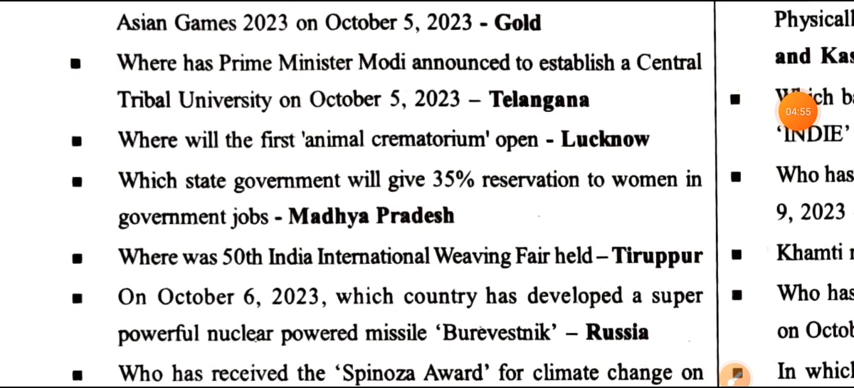 Asian Games 2023 on October 5, 2023 - Gold
■ Where has Prime Minister Modi announced to establish a Central
Tribal University on October 5, 2023 – Telangana
■ Where will the first 'animal crematorium' open - Lucknow
■ Which state government will give 35% reservation to women in
government jobs - Madhya Pradesh
■ Where was 50th India International Weaving Fair held – Tiruppur
■ On October 6, 2023, which country has developed a super
powerful nuclear powered missile ‘Burevestnik’ – Russia
■ Who has received the ‘Spinoza Award’ for climate change on
and Kas
04:55
‘INDIE’
■ Who has
9, 2023
■ Khamti
■ Who has
on Octob
In which